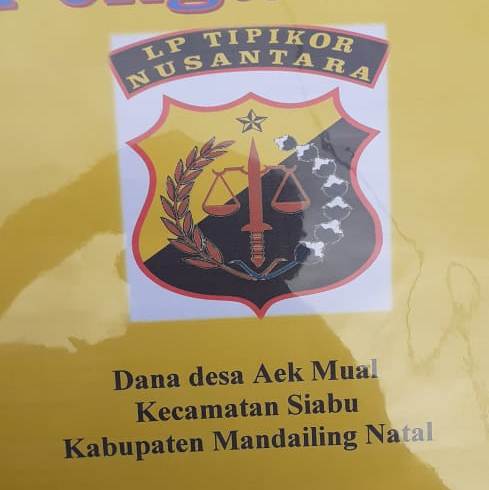 LP TIPIKOR
NUSANTARA
Dana desa Aek Mual
Kecamatan Siabu
Kabupaten Mandailing Natal